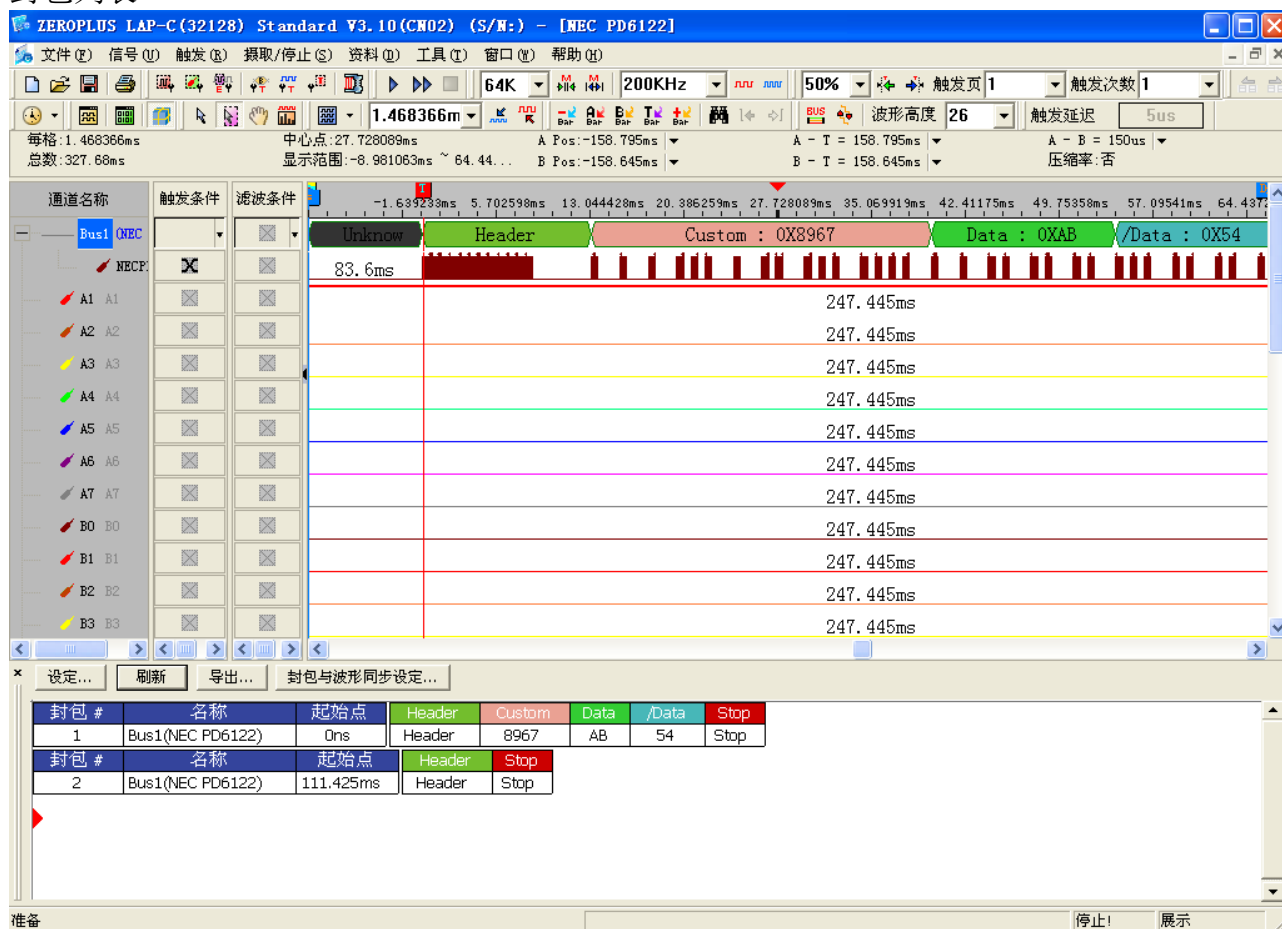 ZEROPLUS LAP-C(32128) Standard V3.10(CN02) (S/N:) - [NEC PD6122]
文件(F) 信号(U) 触发(R) 摄取/停止(S) 资料(D) 工具(T) 窗口(W) 帮助(H)
64K 200KHz 50% 触发页 1 触发次数 1
1.468366m Bar Bar Bar Bar Bar BUS 波形高度 26 触发延迟 5us
每格:1.468366ms 中心点:27.728089ms A Pos:-158.795ms A - T = 158.795ms A - B = 150us
总数:327.68ms 显示范围:-8.981063ms ~ 64.44... B Pos:-158.645ms B - T = 158.645ms 压缩率:否
通道名称 触发条件 滤波条件 -1.639233ms 5.702598ms 13.044428ms 20.386259ms 27.728089ms 35.069919ms 42.41175ms 49.75358ms 57.09541ms 64.437
Bus1 (NEC Unknow Header Custom : 0X8967 Data : 0XAB /Data : 0X54
NECP 83.6ms
A1 A1 247.445ms
A2 A2 247.445ms
A3 A3 247.445ms
A4 A4 247.445ms
A5 A5 247.445ms
A6 A6 247.445ms
A7 A7 247.445ms
B0 B0 247.445ms
B1 B1 247.445ms
B2 B2 247.445ms
B3 B3 247.445ms
设定... 刷新 导出... 封包与波形同步设定...
封包 # 名称 起始点 Header Custom Data /Data Stop
1 Bus1(NEC PD6122) 0ns Header 8967 AB 54 Stop
封包 # 名称 起始点 Header Stop
2 Bus1(NEC PD6122) 111.425ms Header Stop
准备 停止! 展示